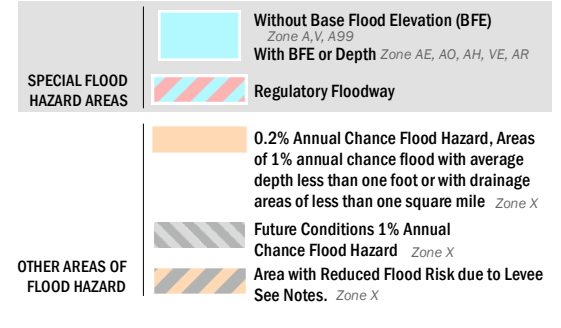 SPECIAL FLOOD
HAZARD AREAS
Without Base Flood Elevation (BFE)
Zone A,V, A99
With BFE or Depth Zone AE, AO, AH, VE, AR
Regulatory Floodway
OTHER AREAS OF
FLOOD HAZARD
0.2% Annual Chance Flood Hazard, Areas
of 1% annual chance flood with average
depth less than one foot or with drainage
areas of less than one square mile Zone X
Future Conditions 1% Annual
Chance Flood Hazard Zone X
Area with Reduced Flood Risk due to Levee
See Notes. Zone X